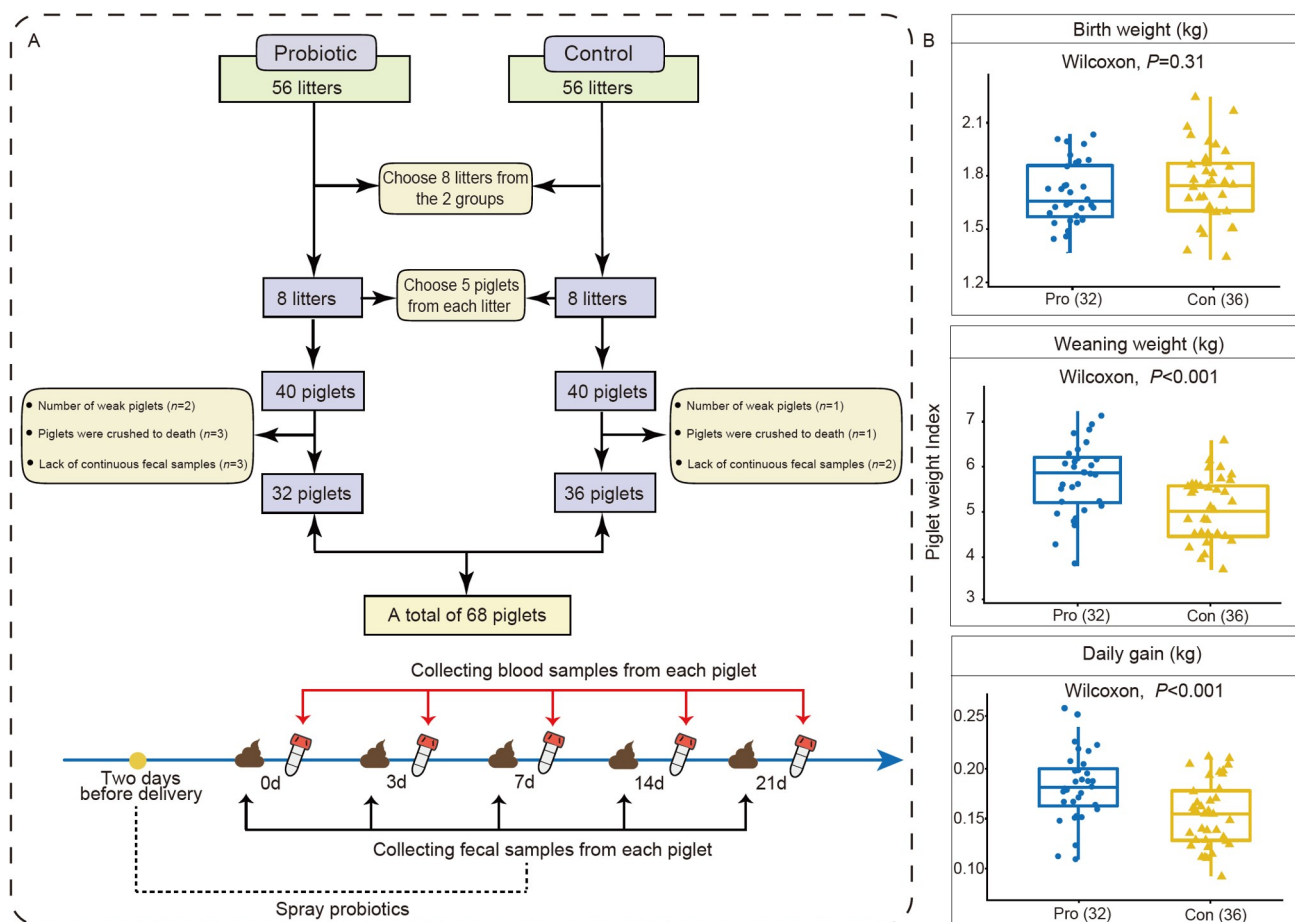 A
Probiotic
Control
56 litters
56 litters
Choose 8 litters from
the 2 groups
8 litters
Choose 5 piglets
from each litter
8 litters
40 piglets
40 piglets
• Number of weak piglets (n=2)
• Piglets were crushed to death (n=3)
• Lack of continuous fecal samples (n=3)
• Number of weak piglets (n=1)
• Piglets were crushed to death (n=1)
• Lack of continuous fecal samples (n=2)
32 piglets
36 piglets
A total of 68 piglets
Collecting blood samples from each piglet
Two days
before delivery
0d
3d
7d
14d
21d
Collecting fecal samples from each piglet
Spray probiotics
B
Piglet weight Index
Birth weight (kg)
Wilcoxon, P=0.31
2.1
1.8
1.5
1.2
Pro (32)
Con (36)
Weaning weight (kg)
Wilcoxon, P<0.001
7
6
5
4
3
Pro (32)
Con (36)
Daily gain (kg)
Wilcoxon, P<0.001
0.25
0.20
0.15
0.10
Pro (32)
Con (36)